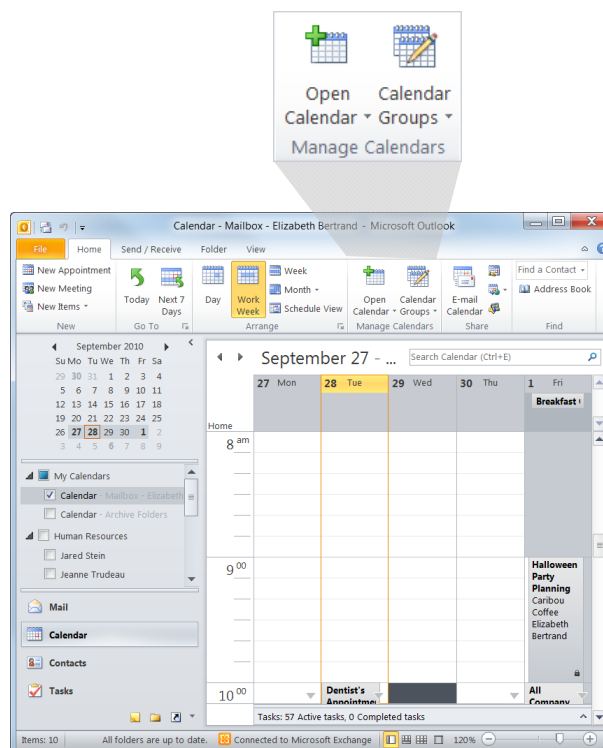 Open Calendar
Calendar Groups
Manage Calendars
Calendar - Mailbox - Elizabeth Bertrand - Microsoft Outlook
File Home Send / Receive Folder View
New Appointment
New Meeting
New Items
New
Today
Next 7 Days
Go To
Day
Work Week
Week
Month
Schedule View
Arrange
Open Calendar
Calendar Groups
Manage Calendars
E-mail Calendar
Share
Find a Contact
Address Book
Find
September 2010
Su Mo Tu We Th Fr Sa
29 30 31 1 2 3 4
5 6 7 8 9 10 11
12 13 14 15 16 17 18
19 20 21 22 23 24 25
26 27 28 29 30 1 2
3 4 5 6 7 8 9
My Calendars
Calendar - Mailbox - Elizabeth
Calendar - Archive Folders
Human Resources
Jared Stein
Jeanne Trudeau
Mail
Calendar
Contacts
Tasks
September 27 - ...
Search Calendar (Ctrl+E)
27 Mon 28 Tue 29 Wed 30 Thu 1 Fri
Breakfast
Home
8 am
9 00
Halloween
Party
Planning
Caribou
Coffee
Elizabeth
Bertrand
10 00
Dentist's
Appointme
All
Company
Tasks: 57 Active tasks, 0 Completed tasks
Items: 10 All folders are up to date. Connected to Microsoft Exchange 120%